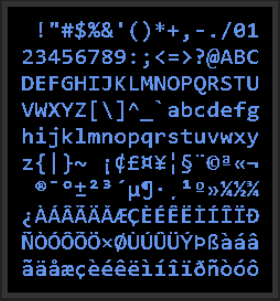 !"#$%&'()*+,-./01
23456789:;<=>?@ABC
DEFGHIJKLMNOPQRSTU
VWXYZ[\]^_`abcdefg
hijklmnopqrstuvwxy
z{|}~ ¡¢£¤¥¦§¨©ª«¬
®¯°±²³´µ¶·¸¹º»¼½¾
¿ÀÁÂÃÄÅÆÇÈÉÊËÌÍÎÏÐ
ÑÒÓÔÕÖ×ØÙÚÛÜÝÞßàáâ
ãäåæçèéêëìíîïðñòóô